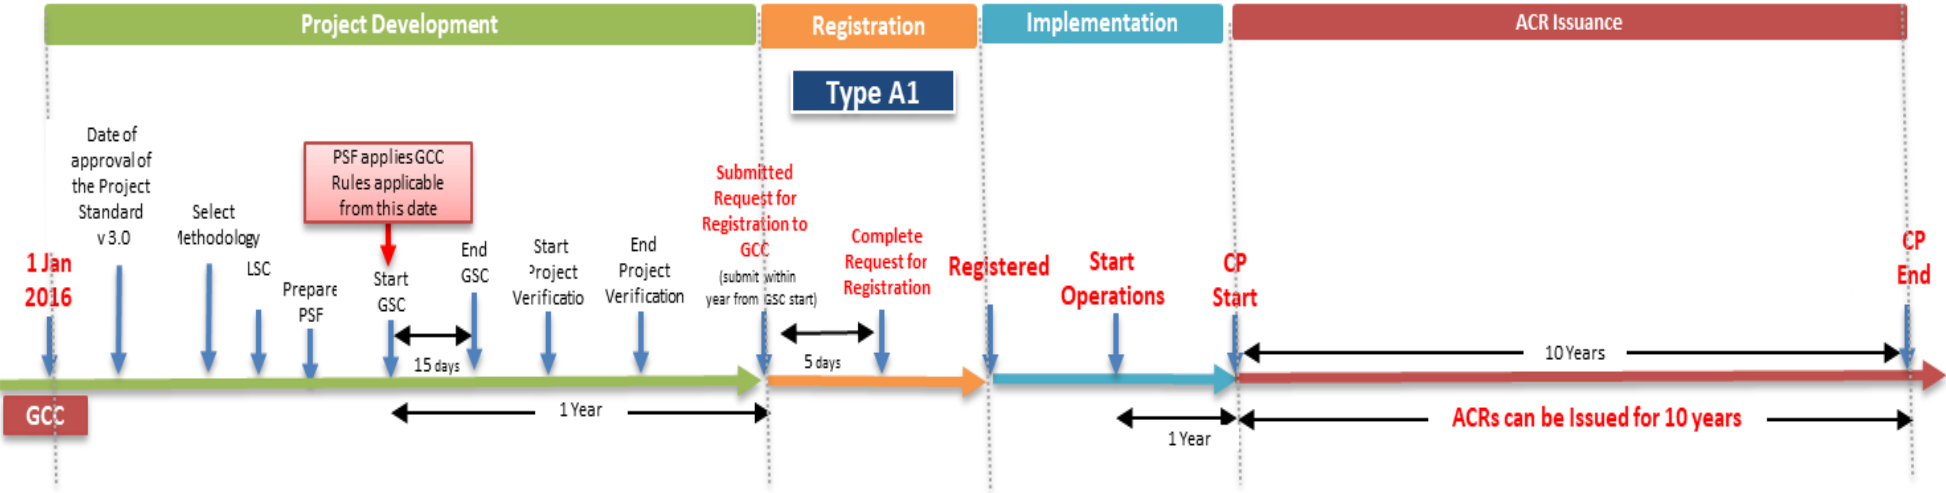 Project Development
Registration
Implementation
ACR Issuance
Type A1
Date of
approval of
the Project
Standard
v 3.0
PSF applies GCC
Rules applicable
from this date
Submitted
Request for
Registration to
GCC
(submit within
year from GSC start)
Select
1ethodology
1 Jan
2016
LSC
Prepare
PSF
Start
GSC
End
GSC
Start
Project
Verificatio
End
Project
Verification
Complete
Request for
Registration
Registered
Start
Operations
CP
Start
CP
End
15 days
5 days
10 Years
GCC
1 Year
1 Year
ACRs can be Issued for 10 years